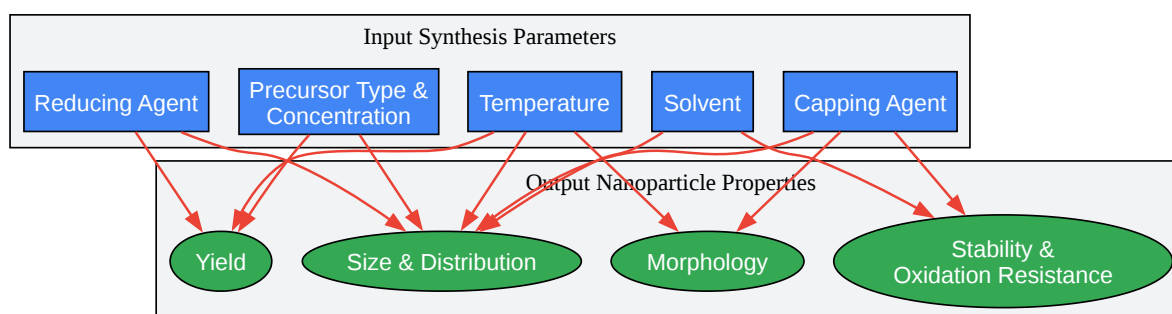 Input Synthesis Parameters
Reducing Agent
Precursor Type &
Concentration
Temperature
Solvent
Capping Agent
Output Nanoparticle Properties
Yield
Size & Distribution
Morphology
Stability &
Oxidation Resistance